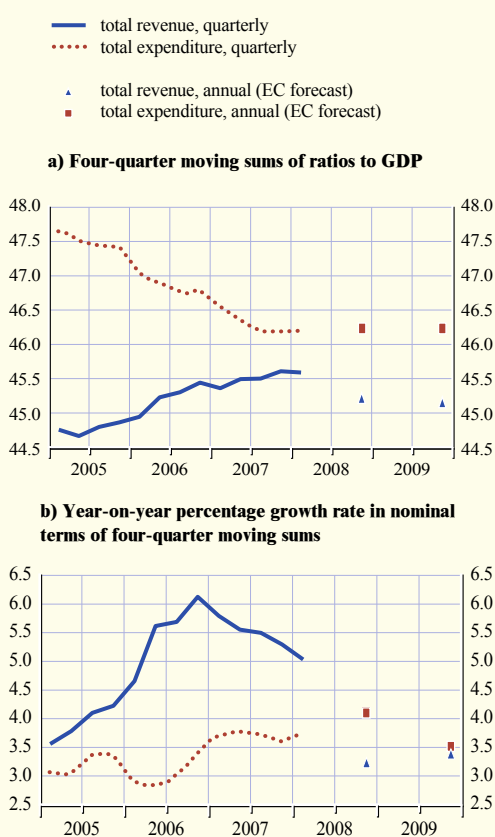 total revenue, quarterly
total expenditure, quarterly
total revenue, annual (EC forecast)
total expenditure, annual (EC forecast)
a) Four-quarter moving sums of ratios to GDP
48.0 48.0
47.5 47.5
47.0 47.0
46.5 46.5
46.0 46.0
45.5 45.5
45.0 45.0
44.5 44.5
2005 2006 2007 2008 2009
b) Year-on-year percentage growth rate in nominal
terms of four-quarter moving sums
6.5 6.5
6.0 6.0
5.5 5.5
5.0 5.0
4.5 4.5
4.0 4.0
3.5 3.5
3.0 3.0
2.5 2.5
2005 2006 2007 2008 2009